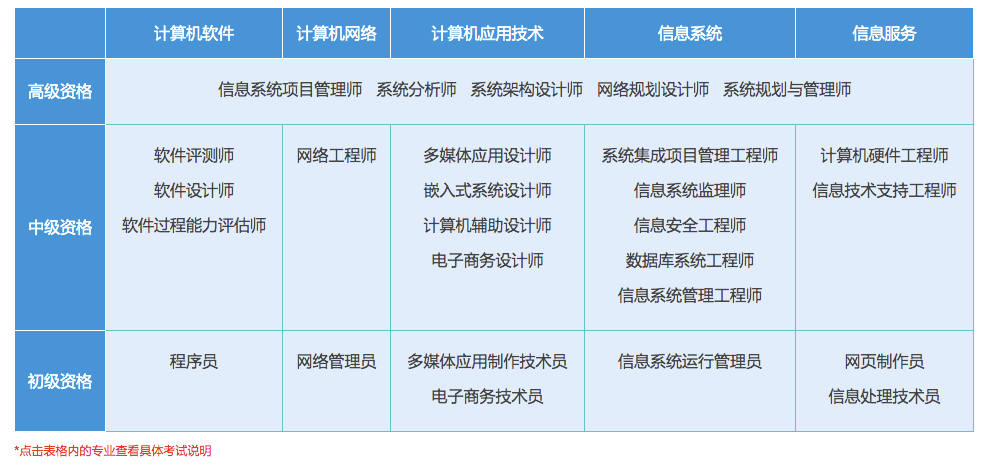 计算机软件 计算机网络 计算机应用技术 信息系统 信息服务
高级资格 信息系统项目管理师 系统分析师 系统架构设计师 网络规划设计师 系统规划与管理师
软件评测师 网络工程师 多媒体应用设计师 系统集成项目管理工程师 计算机硬件工程师
软件设计师 嵌入式系统设计师 信息系统监理师 信息技术支持工程师
中级资格 软件过程能力评估师 计算机辅助设计师 信息安全工程师
电子商务设计师 数据库系统工程师
信息系统管理工程师
程序员 网络管理员 多媒体应用制作技术员 信息系统运行管理员 网页制作员
初级资格 电子商务技术员 信息处理技术员
*点击表格内的专业查看具体考试说明